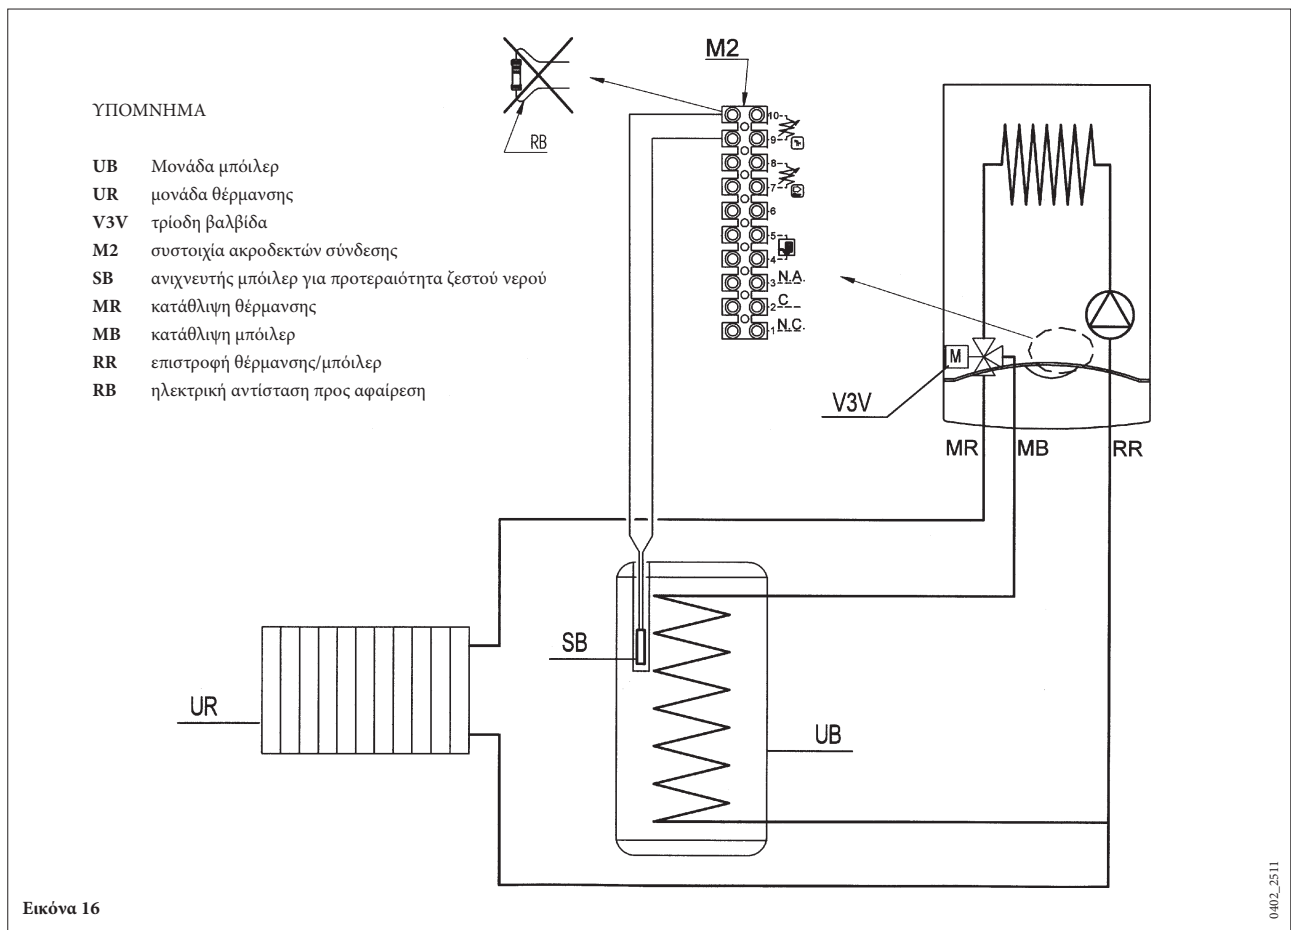 ΥΠΟΜΝΗΜΑ
UB Μονάδα μπόιλερ
UR μονάδα θέρμανσης
V3V τρίοδη βαλβίδα
M2 συστοιχία ακροδεκτών σύνδεσης
SB ανιχνευτής μπόιλερ για προτεραιότητα ζεστού νερού
MR κατάθλιψη θέρμανσης
MB κατάθλιψη μπόιλερ
RR επιστροφή θέρμανσης/μπόιλερ
RB ηλεκτρική αντίσταση προς αφαίρεση
RB
M2
10
9
8
7
6
5
4
3 N.A.
2 C
1 N.C.
M
V3V
MR MB RR
SB
UR
UB
Εικόνα 16
0402_2511